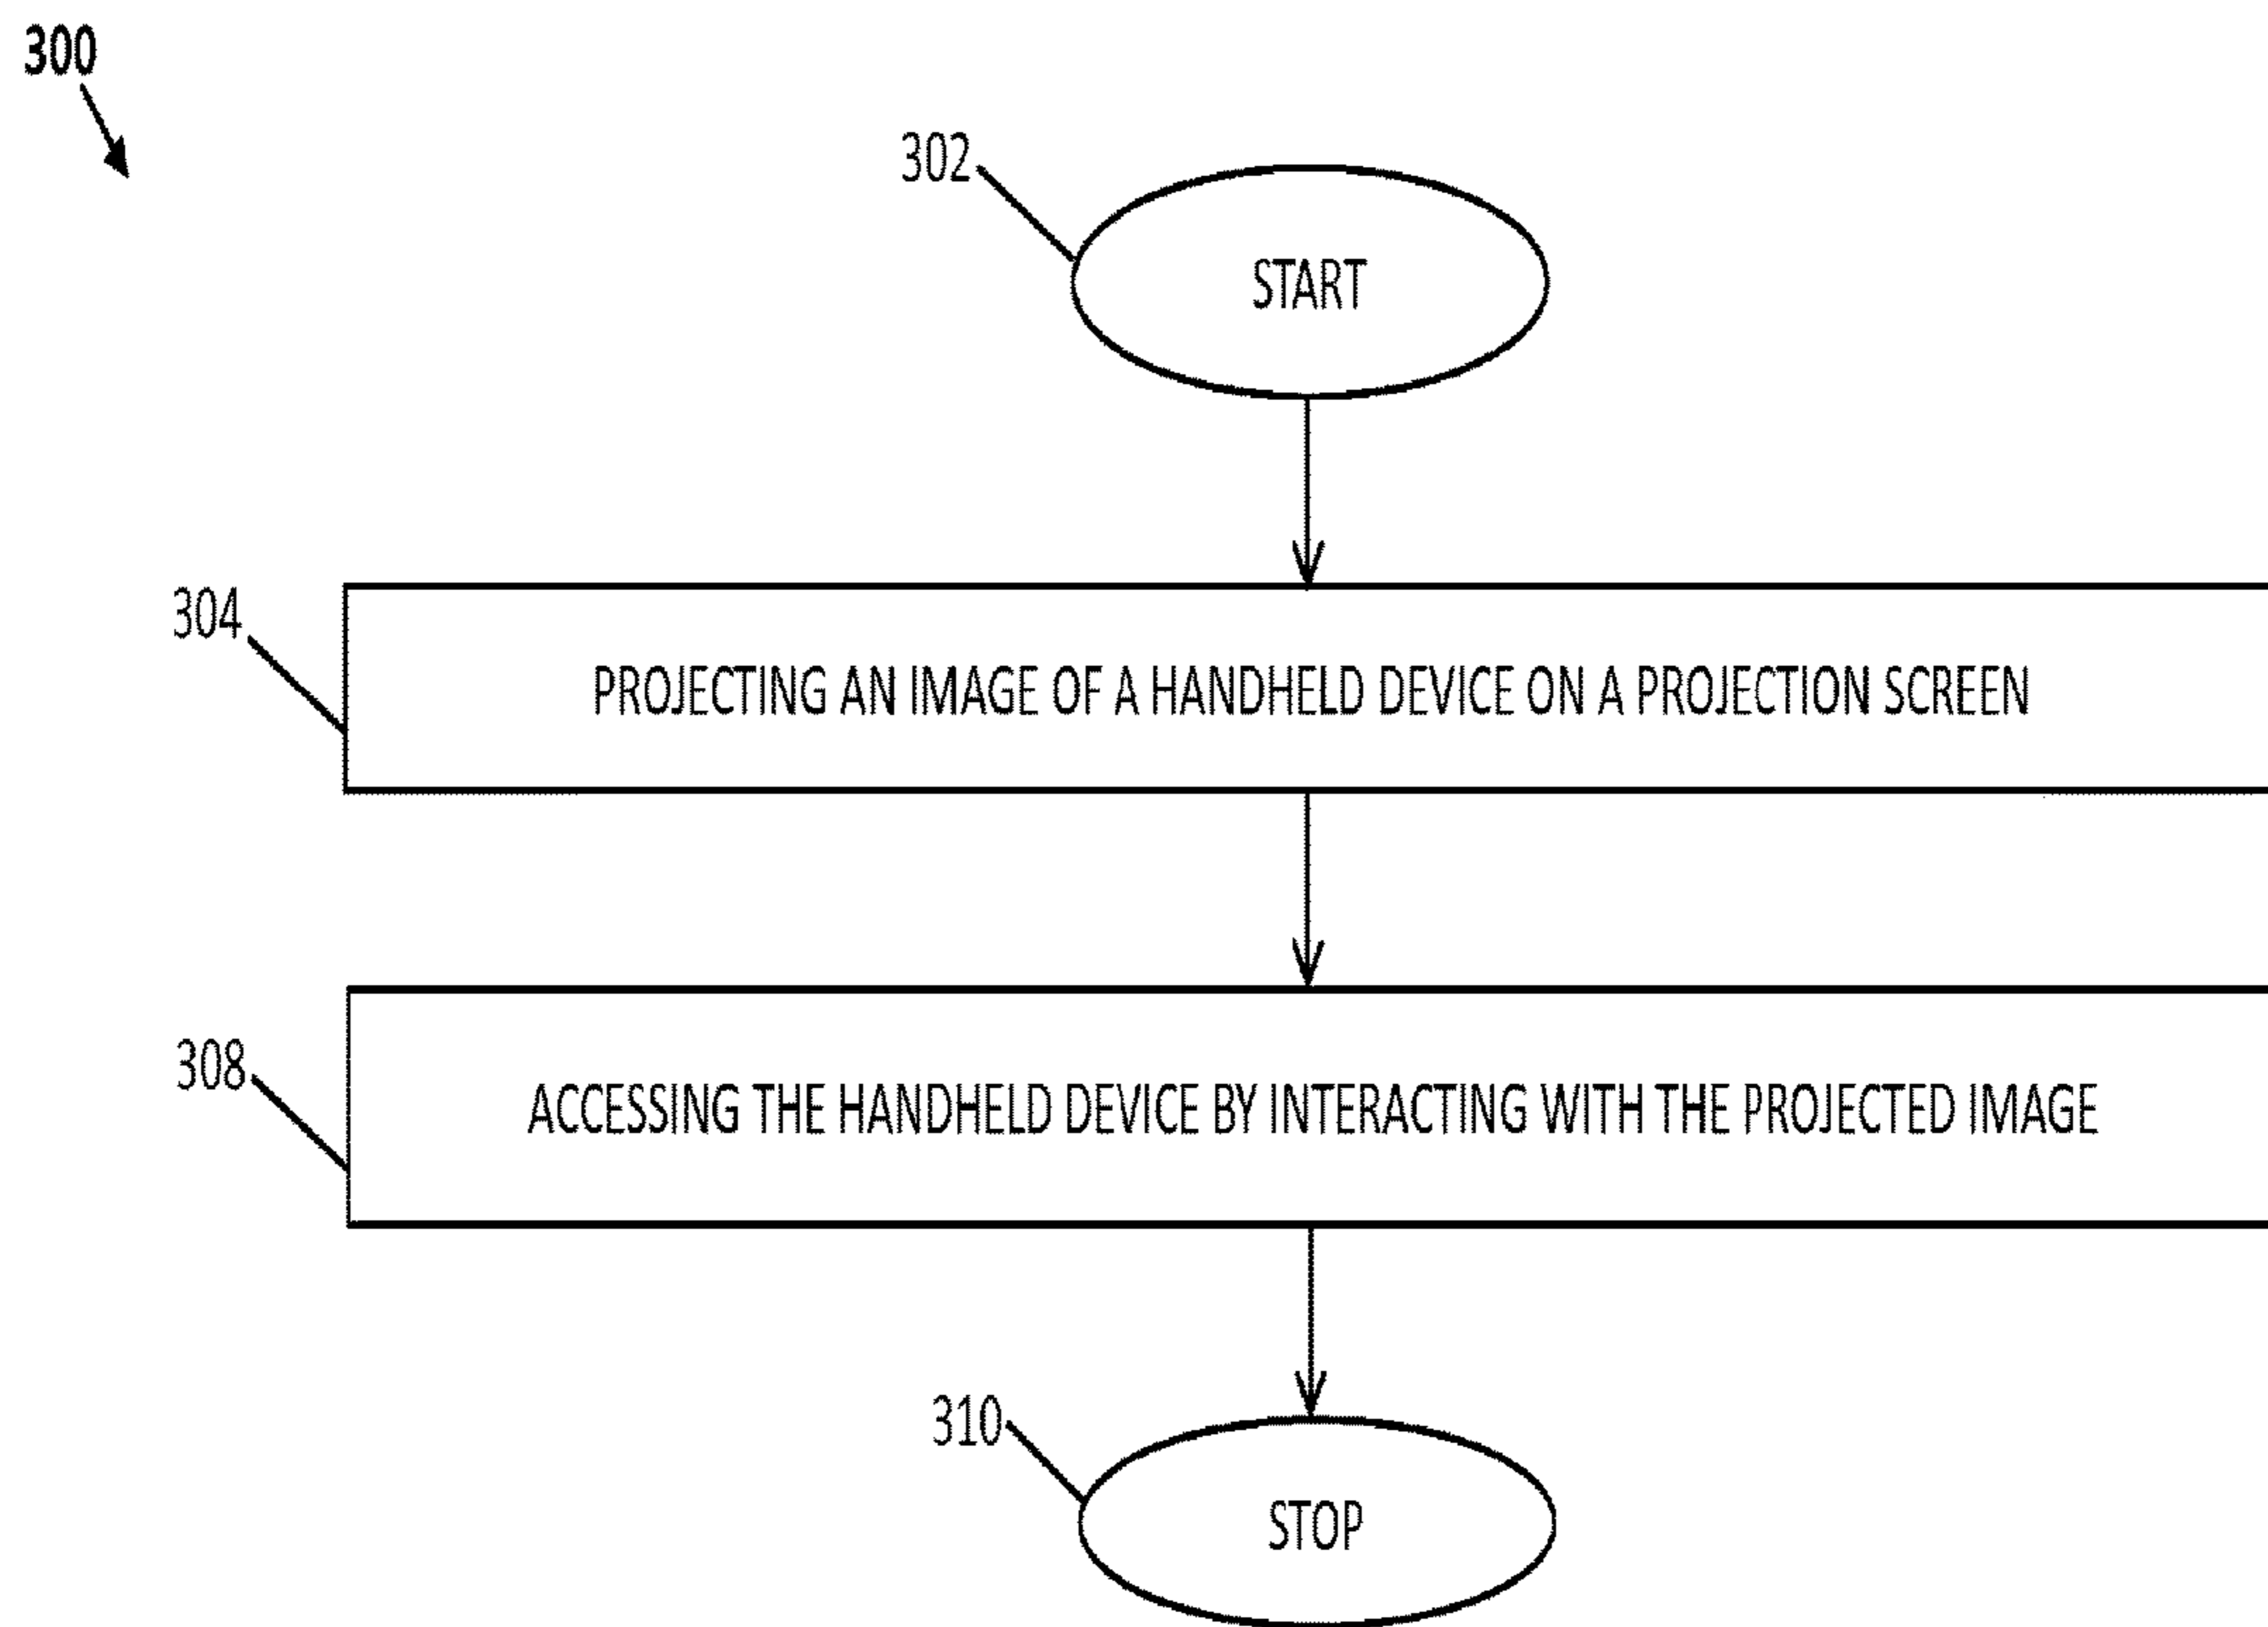 300
302
START
304
PROJECTING AN IMAGE OF A HANDHELD DEVICE ON A PROJECTION SCREEN
308
ACCESSING THE HANDHELD DEVICE BY INTERACTING WITH THE PROJECTED IMAGE
310
STOP